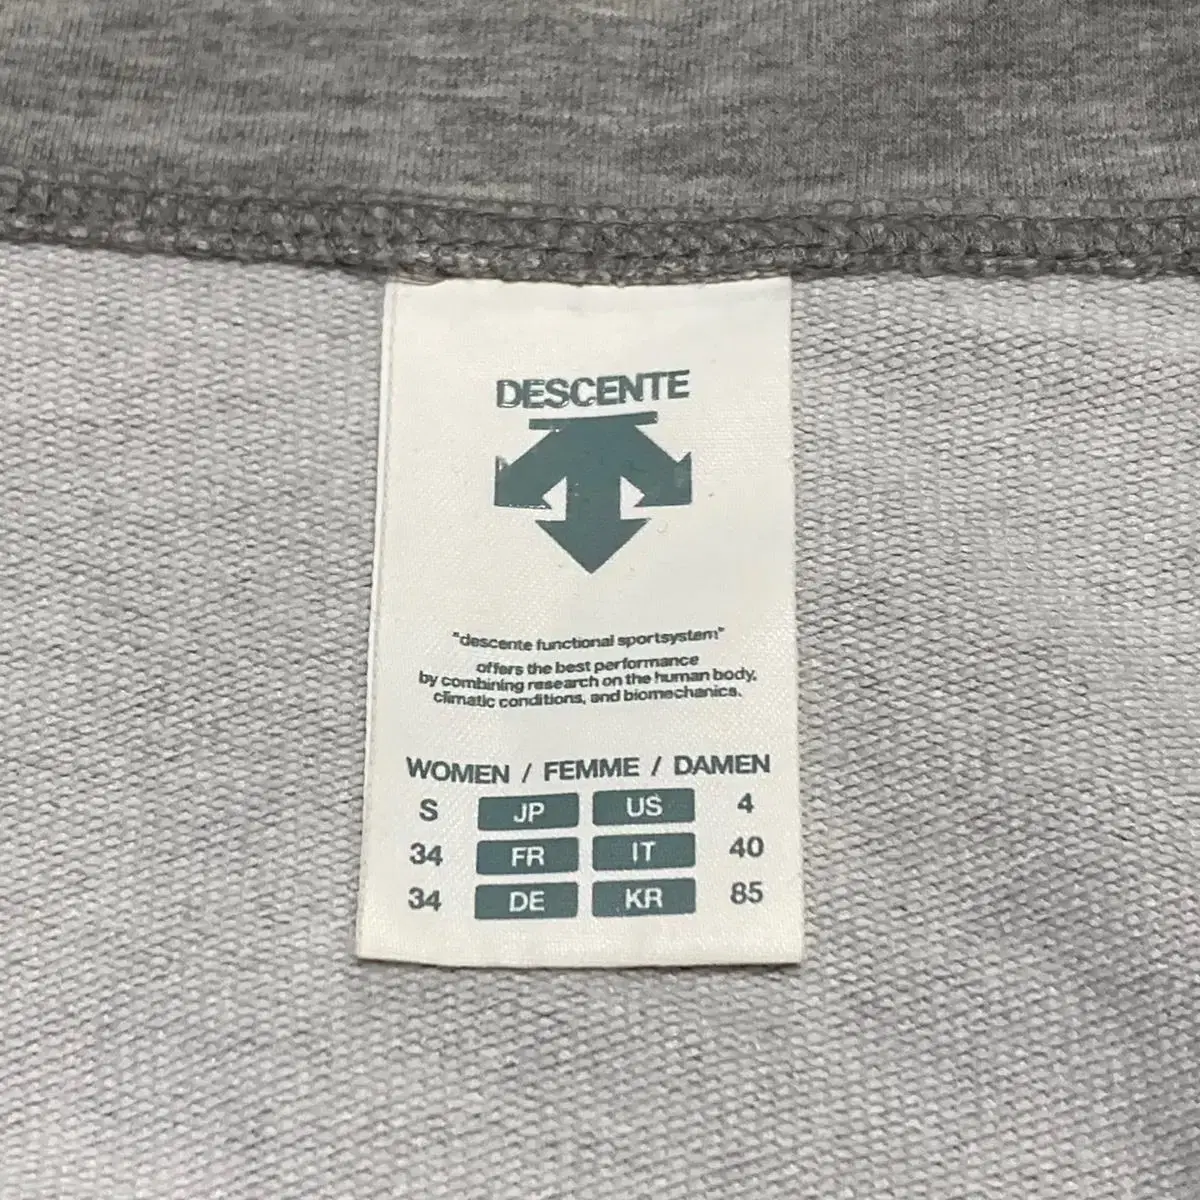 DESCENTE
"descente functional sportsystem"
offers the best performance
by combining research on the human body,
climatic conditions, and biomechanics.
WOMEN / FEMME / DAMEN
S JP US 4
34 FR IT 40
34 DE KR 85